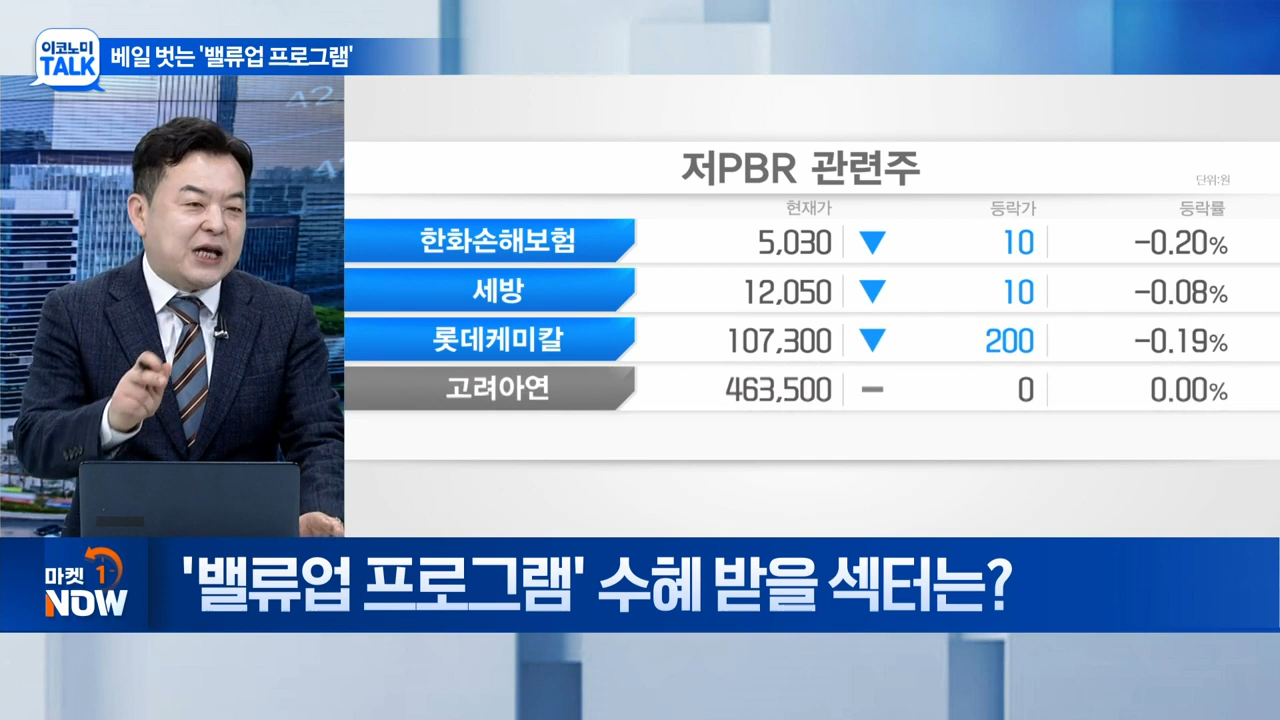 이코노미
TALK
베일 벗는 '밸류업 프로그램'
저PBR 관련주
단위:원
현재가 등락가 등락률
한화손해보험 5,030 ▼ 10 -0.20%
세방 12,050 ▼ 10 -0.08%
롯데케미칼 107,300 ▼ 200 -0.19%
고려아연 463,500 - 0 0.00%
마켓 1
NOW
'밸류업 프로그램' 수혜 받을 섹터는?